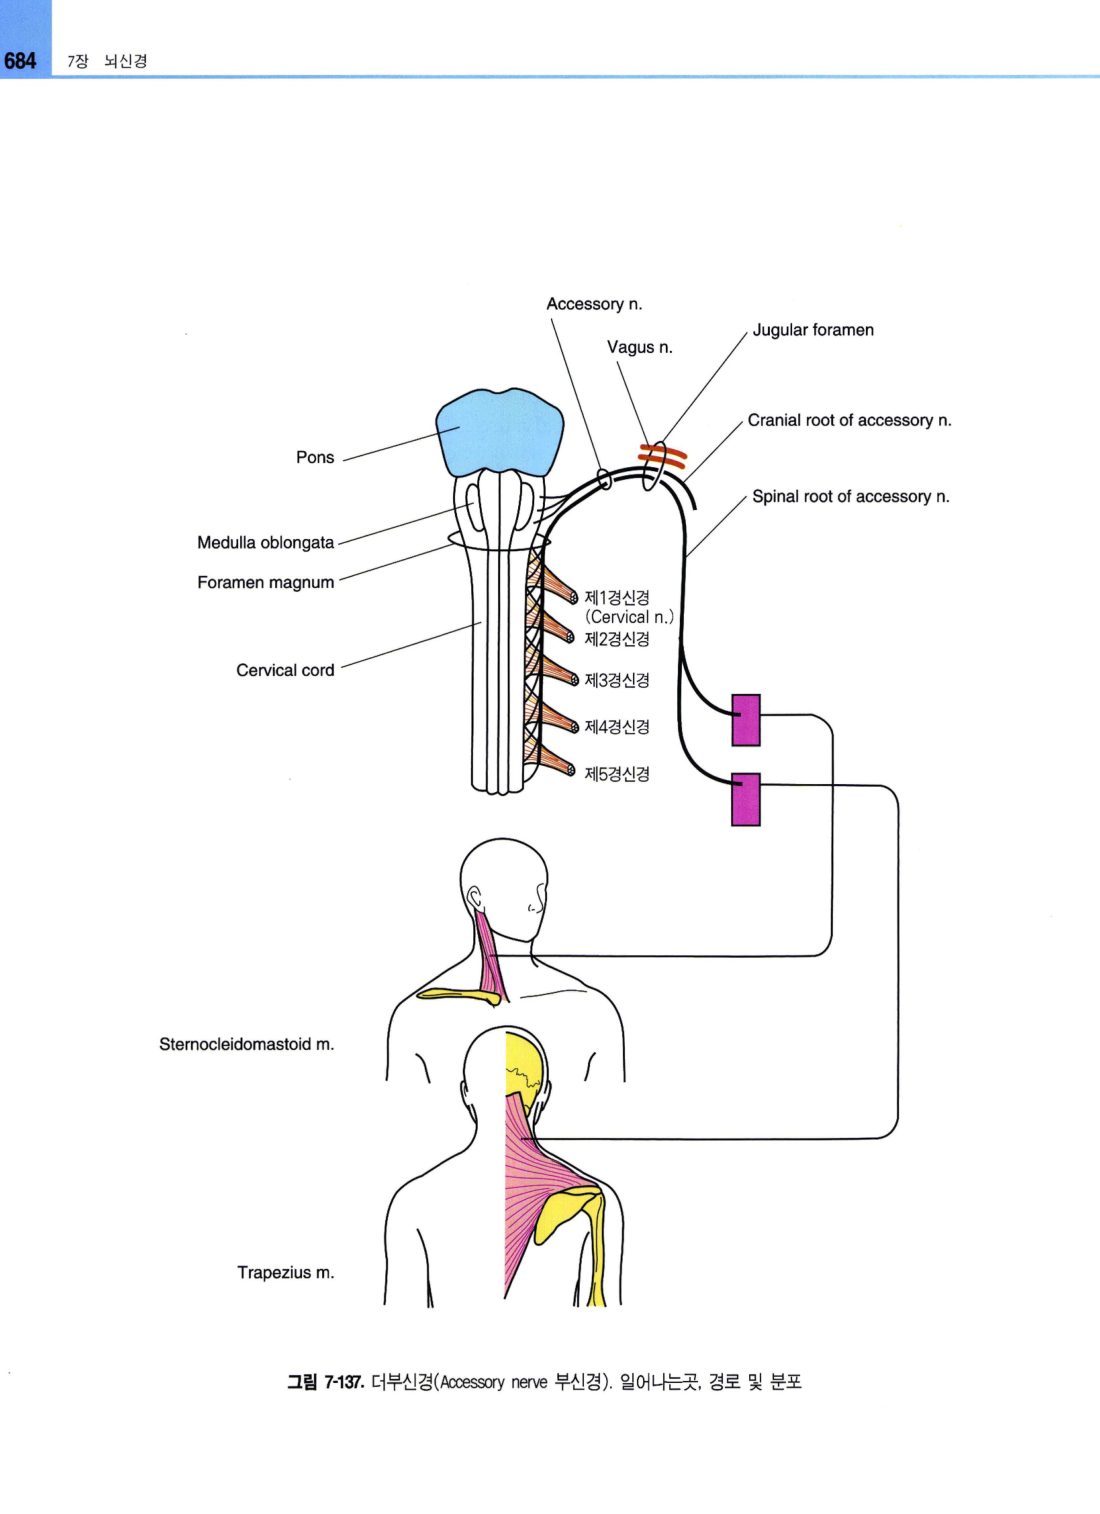 684 7장 뇌신경
Accessory n.
Jugular foramen
Vagus n.
Cranial root of accessory n.
Pons
Spinal root of accessory n.
Medulla oblongata
Foramen magnum
제1경신경
(Cervical n.)
제2경신경
Cervical cord
제3경신경
제4경신경
제5경신경
Sternocleidomastoid m.
Trapezius m.
그림 7-137. 더부신경(Accessory nerve 부신경). 일어나는곳, 경로 및 분포